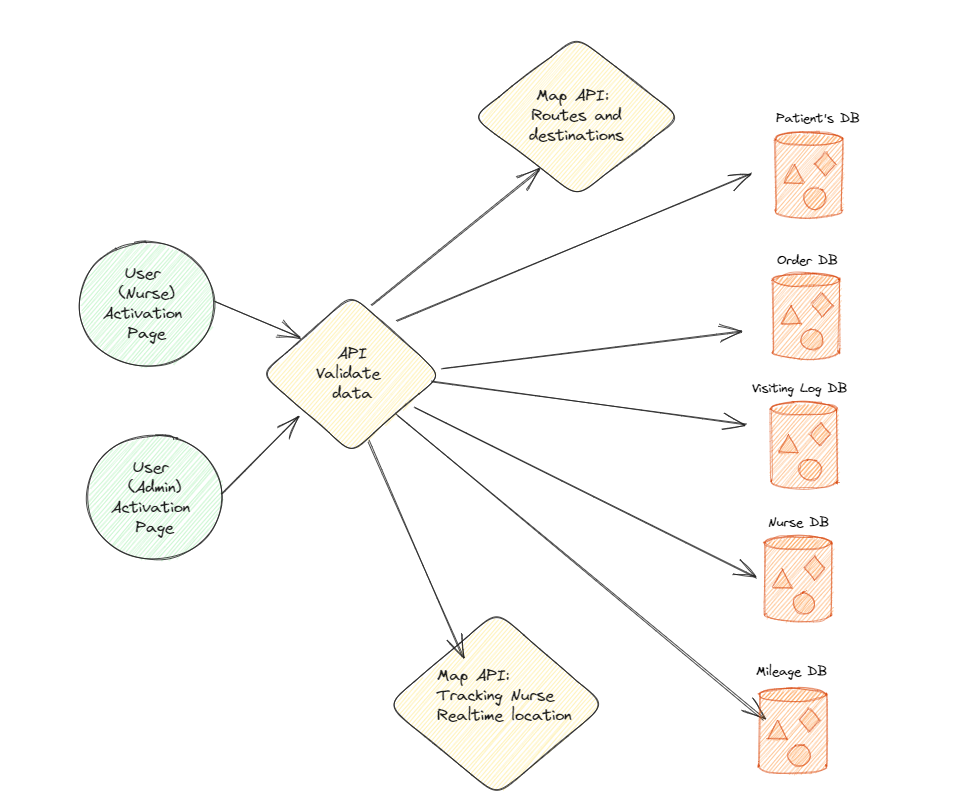 Map API:
Routes and
destinations
Patient's DB
User
(Nurse)
Activation
Page
Order DB
API
Validate
data
Visiting Log DB
User
(Admin)
Activation
Page
Nurse DB
Map API:
Tracking Nurse
Realtime location
Mileage DB